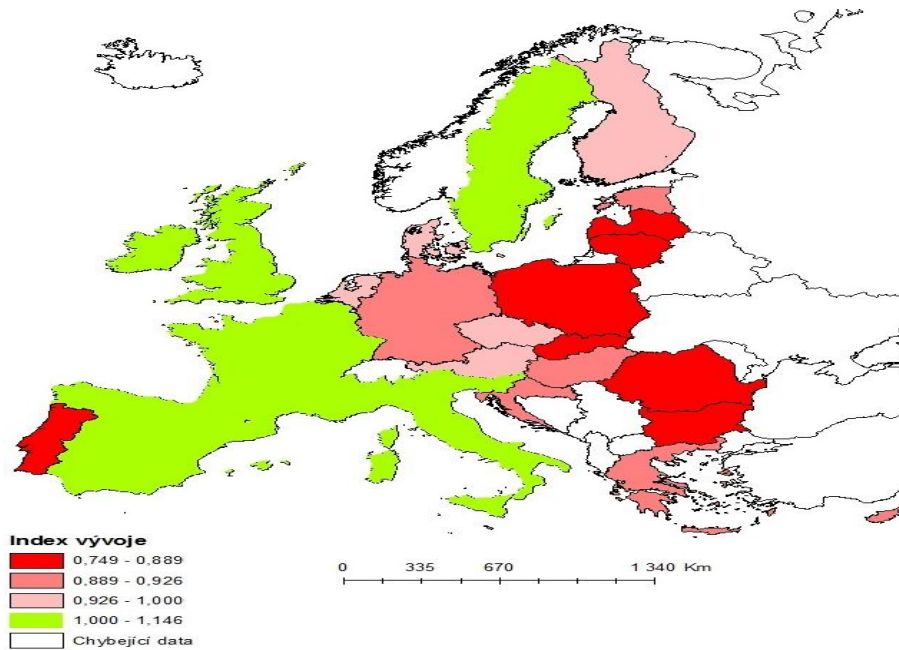 Index vývoje
0,749 - 0,889
0,889 - 0,926
0,926 - 1,000
1,000 - 1,146
Chybející data
0 335 670 1 340 Km